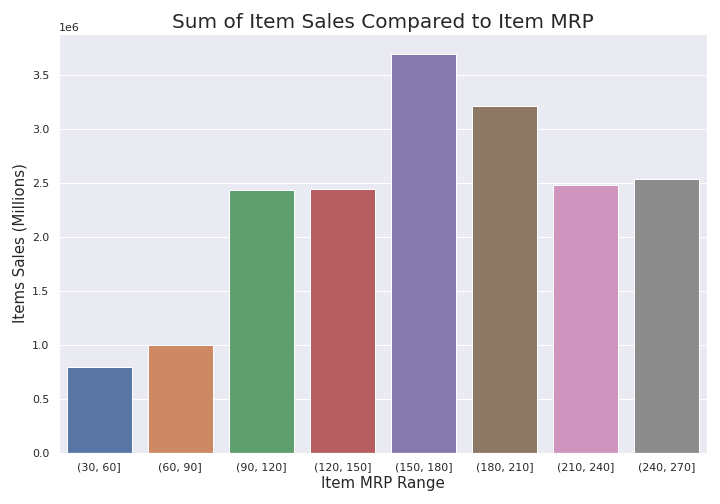 Sum of Item Sales Compared to Item MRP
1e6
3.5
3.0
2.5
2.0
1.5
1.0
0.5
0.0
Items Sales (Millions)
(30, 60] (60, 90] (90, 120] (120, 150] (150, 180] (180, 210] (210, 240] (240, 270]
Item MRP Range